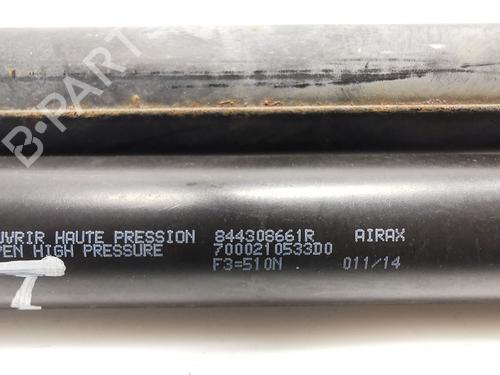 B-PARTS
UVRIR HAUTE PRESSION 844308661R AIRAX
PEN HIGH PRESSURE 7000210533D0
F3=510N 011/14